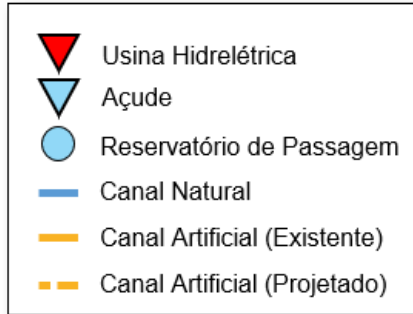 Usina Hidrelétrica
Açude
Reservatório de Passagem
Canal Natural
Canal Artificial (Existente)
Canal Artificial (Projetado)